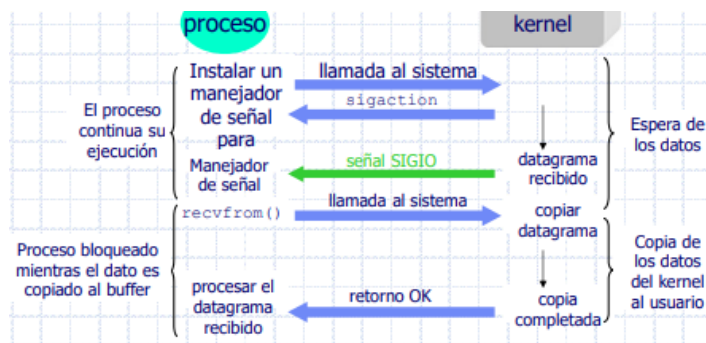 proceso
kernel
Instalar un
manejador
de señal
para
llamada al sistema
sigaction
El proceso
continua su
ejecución
Espera de
los datos
Manejador
de señal
señal SIGIO
datagrama
recibido
recvfrom()
llamada al sistema
copiar
datagrama
Proceso bloqueado
mientras el dato es
copiado al buffer
Copia de
los datos
del kernel
al usuario
procesar el
datagrama
recibido
retorno OK
copia
completada